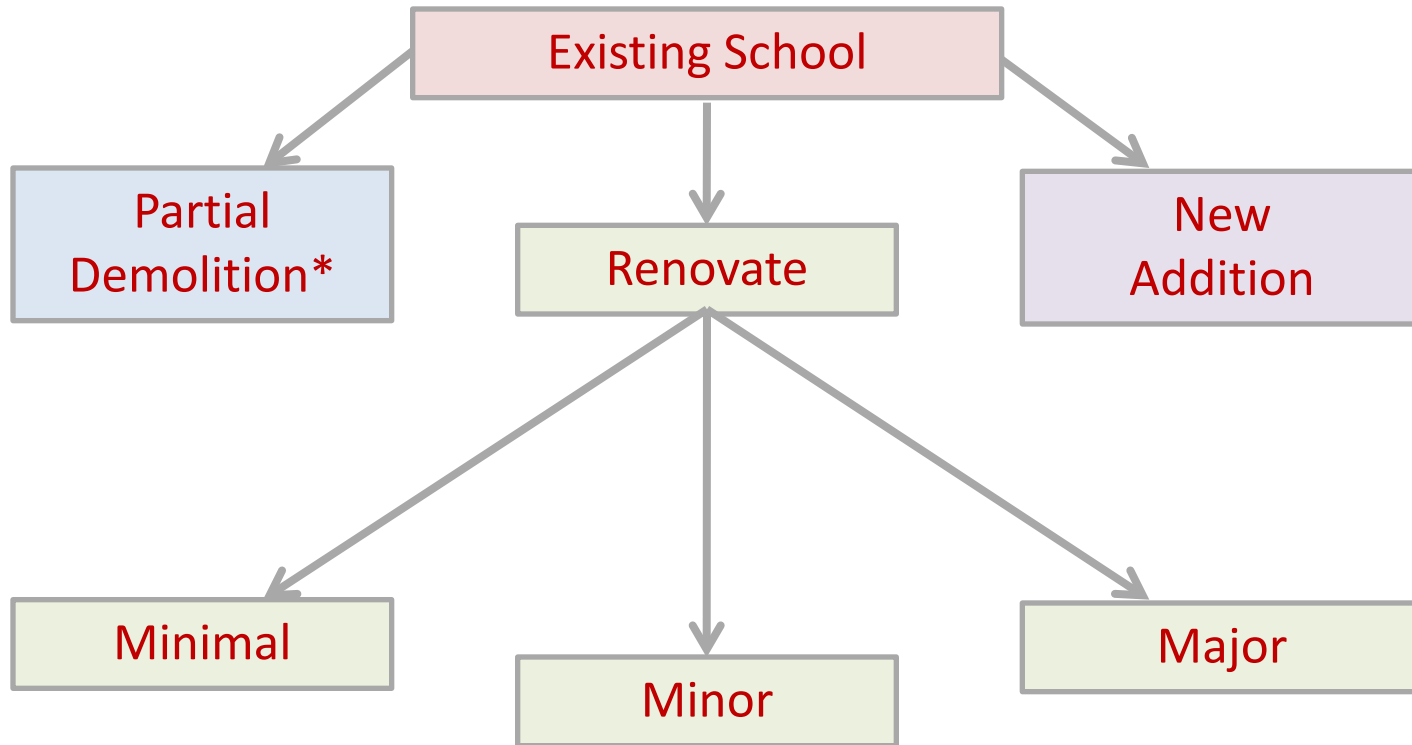 Existing School
Partial
Demolition*
Renovate
New
Addition
Minimal
Minor
Major